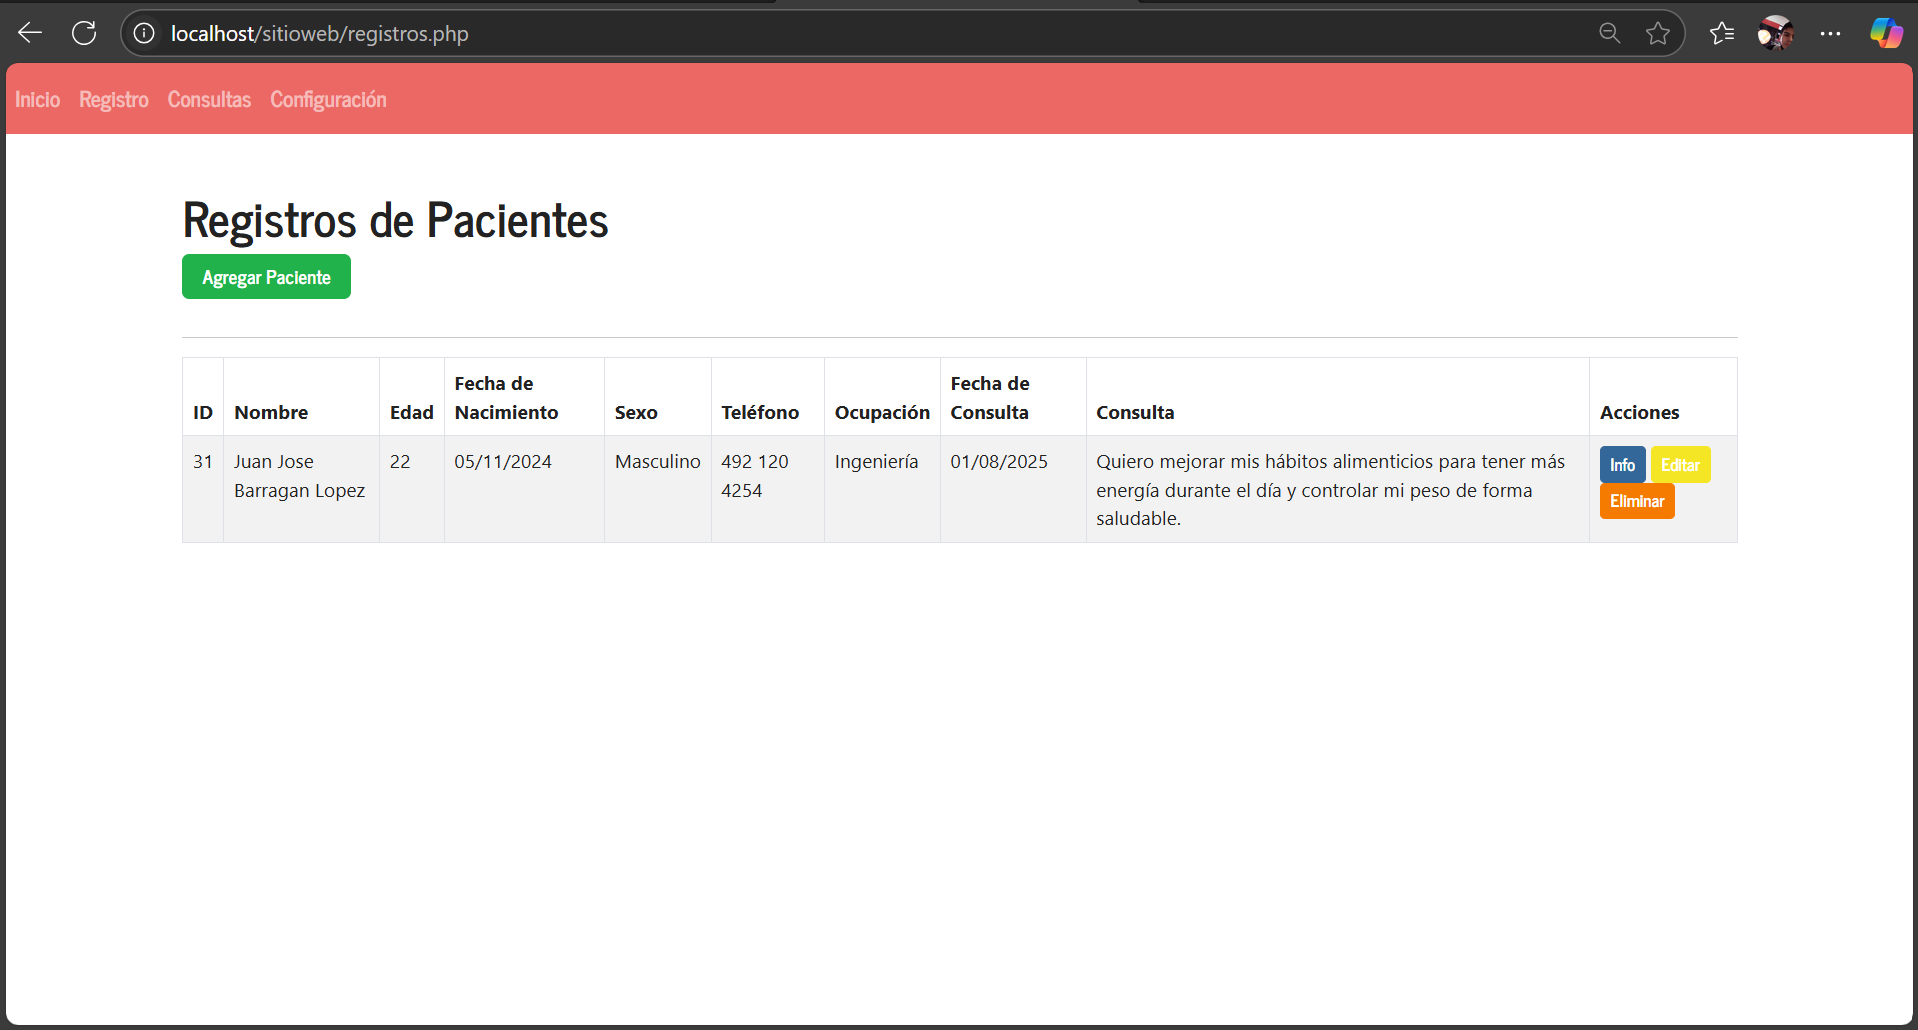 localhost/sitioweb/registros.php
Inicio Registro Consultas Configuración
Registros de Pacientes
Agregar Paciente
ID Nombre Edad Fecha de Nacimiento Sexo Teléfono Ocupación Fecha de Consulta Consulta Acciones
31 Juan Jose Barragan Lopez 22 05/11/2024 Masculino 492 120 4254 Ingeniería 01/08/2025 Quiero mejorar mis hábitos alimenticios para tener más energía durante el día y controlar mi peso de forma saludable. Info Editar Eliminar